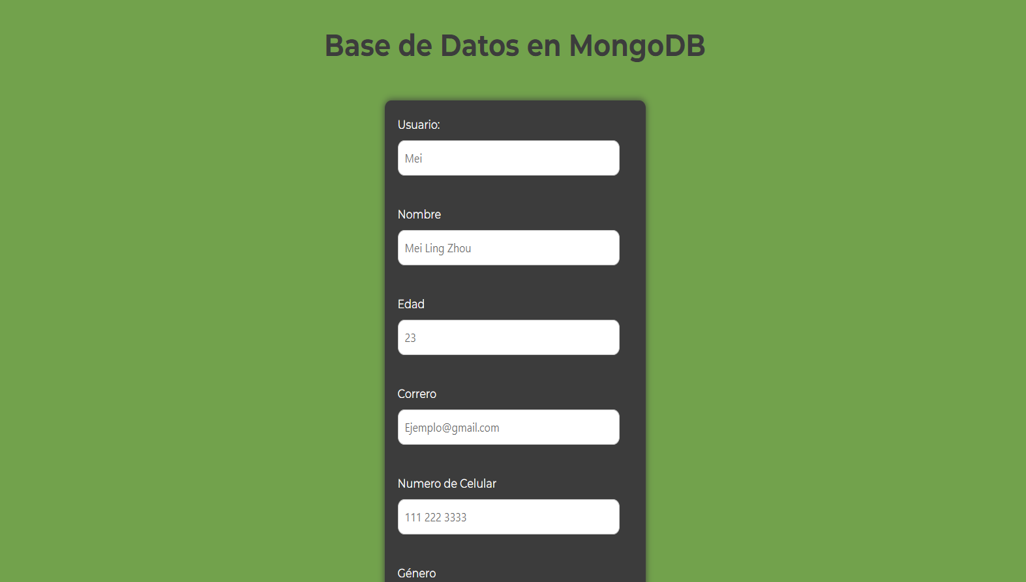 Base de Datos en MongoDB
Usuario:
Mei
Nombre
Mei Ling Zhou
Edad
23
Correro
Ejemplo@gmail.com
Numero de Celular
111 222 3333
Género